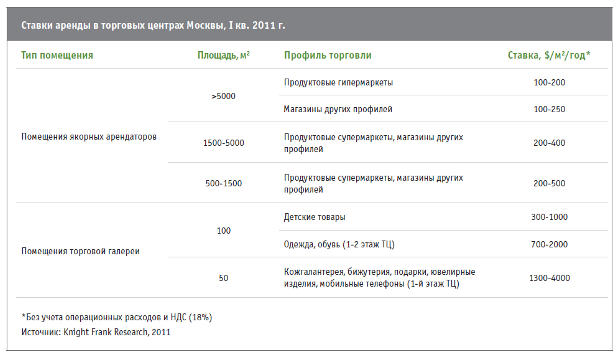 Ставки аренды в торговых центрах Москвы, I кв. 2011 г.
Тип помещения Площадь, м² Профиль торговли Ставка, $/м²/год*
Помещения якорных арендаторов
>5000
Продуктовые гипермаркеты 100-200
Магазины других профилей 100-250
1500-5000 Продуктовые супермаркеты, магазины других 200-400
профилей
500-1500 Продуктовые супермаркеты, магазины других 200-500
профилей
Помещения торговой галереи
100
Детские товары 300-1000
Одежда, обувь (1-2 этаж ТЦ) 700-2000
50 Кожгалантерея, бижутерия, подарки, ювелирные 1300-4000
изделия, мобильные телефоны (1-й этаж ТЦ)
*Без учета операционных расходов и НДС (18%)
Источник: Knight Frank Research, 2011